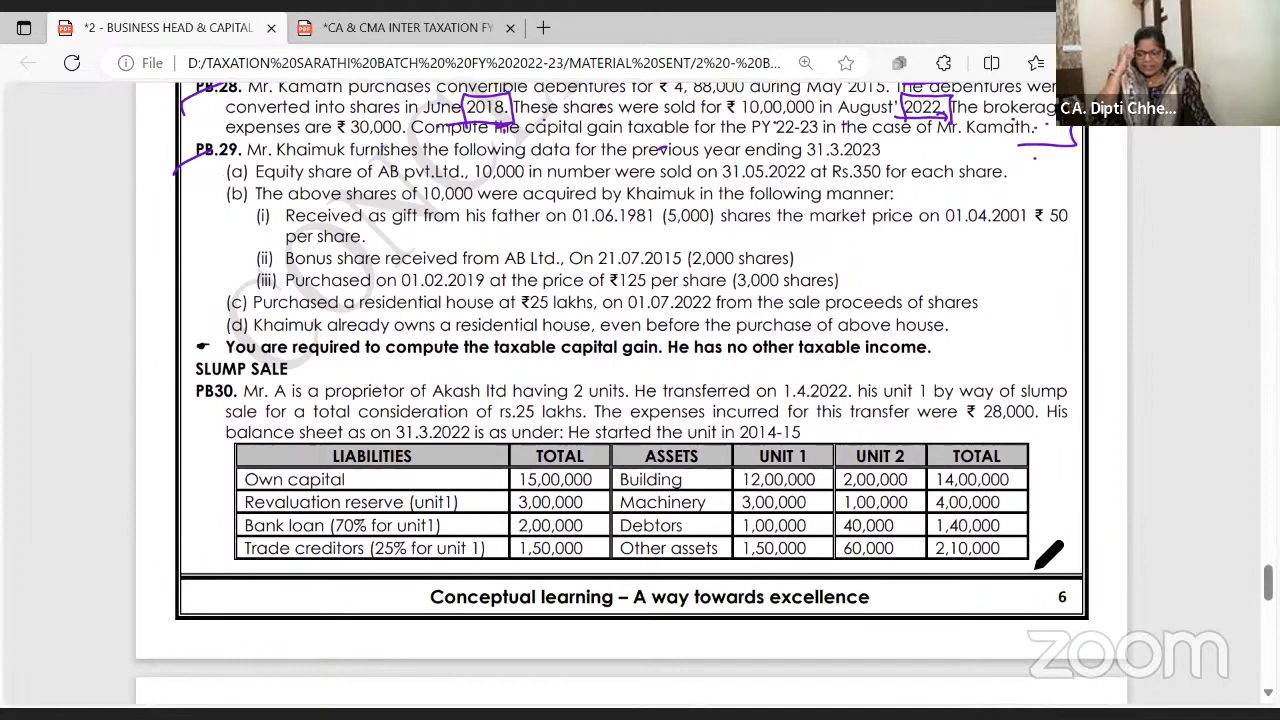 *2 - BUSINESS HEAD & CAPITAL
*CA & CMA INTER TAXATION FY
File
D:/TAXATION%20SARATHI%20BATCH%20-%20FY%202022-23/MATERIAL%20SENT/2%20-%20B...
PB.28. Mr. Kamath purchases convertible debentures for ₹ 4, 88,000 during May 2015. The debentures were
converted into shares in June 2018. These shares were sold for ₹ 10,00,000 in August' 2022. The brokerag
expenses are ₹ 30,000. Compute the capital gain taxable for the PY 22-23 in the case of Mr. Kamath.
PB.29. Mr. Khaimuk furnishes the following data for the previous year ending 31.3.2023
(a) Equity share of AB pvt.Ltd., 10,000 in number were sold on 31.05.2022 at Rs.350 for each share.
(b) The above shares of 10,000 were acquired by Khaimuk in the following manner:
(i) Received as gift from his father on 01.06.1981 (5,000) shares the market price on 01.04.2001 ₹ 50
per share.
(ii) Bonus share received from AB Ltd., On 21.07.2015 (2,000 shares)
(iii) Purchased on 01.02.2019 at the price of ₹125 per share (3,000 shares)
(c) Purchased a residential house at ₹25 lakhs, on 01.07.2022 from the sale proceeds of shares
(d) Khaimuk already owns a residential house, even before the purchase of above house.
You are required to compute the taxable capital gain. He has no other taxable income.
SLUMP SALE
PB30. Mr. A is a proprietor of Akash ltd having 2 units. He transferred on 1.4.2022. his unit 1 by way of slump
sale for a total consideration of rs.25 lakhs. The expenses incurred for this transfer were ₹ 28,000. His
balance sheet as on 31.3.2022 is as under: He started the unit in 2014-15
LIABILITIES TOTAL ASSETS UNIT 1 UNIT 2 TOTAL
Own capital 15,00,000 Building 12,00,000 2,00,000 14,00,000
Revaluation reserve (unit1) 3,00,000 Machinery 3,00,000 1,00,000 4,00,000
Bank loan (70% for unit1) 2,00,000 Debtors 1,00,000 40,000 1,40,000
Trade creditors (25% for unit 1) 1,50,000 Other assets 1,50,000 60,000 2,10,000
Conceptual learning – A way towards excellence 6
C A. Dipti Chhe...
zoom